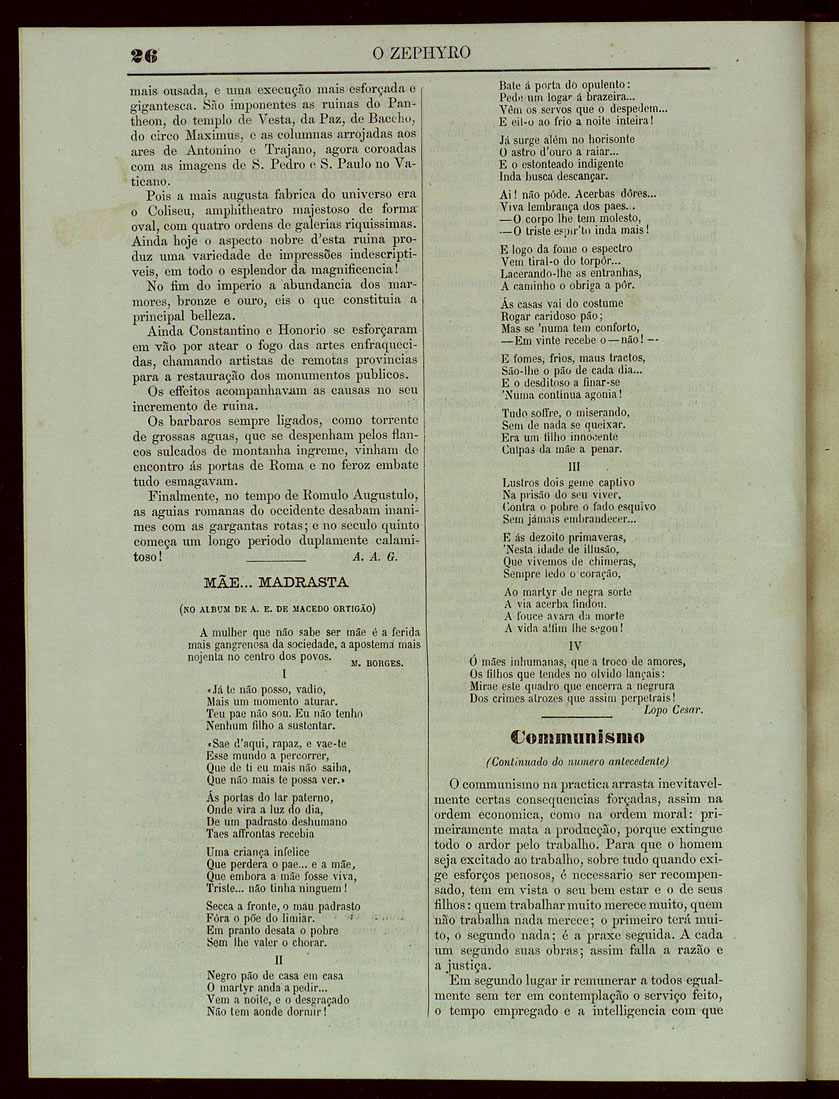 26
O ZEPHYRO
mais ousada, e uma execução mais esforçada e
gigantesca. São imponentes as ruinas do Pan-
theon, do templo de Vesta, da Paz, de Baccho,
do circo Maximus, e as columnas arrojadas aos
ares de Antonino e Trajano, agora coroadas
com as imagens de S. Pedro e S. Paulo no Va-
ticano.
Pois a mais augusta fabrica do universo era
o Coliseu, amphitheatro majestoso de forma
oval, com quatro ordens de galerias riquissimas.
Ainda hoje o aspecto nobre d'esta ruina pro-
duz uma variedade de impressões indescripti-
veis, em todo o esplendor da magnificencia!
No fim do imperio a abundancia dos mar-
mores, bronze e ouro, eis o que constituia a
principal belleza.
Ainda Constantino e Honorio se esforçaram
em vão por atear o fogo das artes enfraqueci-
das, chamando artistas de remotas provincias
para a restauração dos monumentos publicos.
Os effeitos acompanhavam as causas no seu
incremento de ruina.
Os barbaros sempre ligados, como torrente
de grossas aguas, que se despenham pelos flan-
cos sulcados de montanha ingreme, vinham de
encontro ás portas de Roma e no feroz embate
tudo esmagavam.
Finalmente, no tempo de Romulo Augustulo,
as aguias romanas do occidente desabam inani-
mes com as gargantas rotas; e no seculo quinto
começa um longo periodo duplamente calami-
toso! A. A. G.
MÃE... MADRASTA
(NO ALBUM DE A. E. DE MACEDO ORTIGÃO)
A mulher que não sabe ser mãe é a ferida
mais gangrenosa da sociedade, a apostema mais
nojenta no centro dos povos.
M. BORGES.
I
«Já te não posso, vadio,
Mais um momento aturar.
Teu pae não sou. Eu não tenho
Nenhum filho a sustentar.
«Sae d'aqui, rapaz, e vae-te
Esse mundo a percorrer,
Que de ti eu mais não saiba,
Que não mais te possa ver.»
Ás portas do lar paterno,
Onde vira a luz do dia,
De um padrasto deshumano
Taes affrontas recebia
Uma criança infelice
Que perdera o pae... e a mãe,
Que embora a mãe fosse viva,
Triste... não tinha ninguem!
Secca a fronte, o mau padrasto
Fóra o põe do limiar.
Em pranto desata o pobre
Sem lhe valer o chorar.
II
Negro pão de casa em casa
O martyr anda a pedir...
Vem a noite, e o desgraçado
Não tem aonde dormir!
Bate á porta do opulento:
Pede um logar á brazeira...
Vêm os servos que o despedem...
E eil-o ao frio a noite inteira!
Já surge além no horisonte
O astro d'ouro a raiar...
E o estonteado indigente
Inda busca descançar.
Ai! não póde. Acerbas dôres...
Viva lembrança dos paes...
—O corpo lhe tem molesto,
—O triste espir'to inda mais!
E logo da fome o espectro
Vem tiral-o do torpôr...
Lacerando-lhe as entranhas,
A caminho o obriga a pôr.
Ás casas vai do costume
Rogar caridoso pão;
Mas se 'numa tem conforto,
—Em vinte recebe o—não!—
E fomes, frios, maus tractos,
São-lhe o pão de cada dia...
E o desditoso a finar-se
'Numa continua agonia!
Tudo soffre, o miserando,
Sem de nada se queixar.
Era um filho innocente
Culpas da mãe a penar.
III
Lustros dois geme captivo
Na prisão do seu viver,
Contra o pobre o fado esquivo
Sem jámais embrandecer...
E ás dezoito primaveras,
'Nesta idade de illusão,
Que vivemos de chimeras,
Sempre ledo o coração,
Ao martyr de negra sorte
A via acerba findou.
A fouce avara da morte
A vida alfim lhe segou!
IV
Ó mães inhumanas, que a troco de amores,
Os filhos que tendes no olvido lançais:
Mirae este quadro que encerra a negrura
Dos crimes atrozes que assim perpetrais!
Lopo Cesar.
Communismo
(Continuado do numero antecedente)
O communismo na practica arrasta inevitavel-
mente certas consequencias forçadas, assim na
ordem economica, como na ordem moral: pri-
meiramente mata a producção, porque extingue
todo o ardor pelo trabalho. Para que o homem
seja excitado ao trabalho, sobre tudo quando exi-
ge esforços penosos, é necessario ser recompen-
sado, tem em vista o seu bem estar e o de seus
filhos: quem trabalhar muito merece muito, quem
não trabalha nada merece; o primeiro terá mui-
to, o segundo nada; é a praxe seguida. A cada
um segundo suas obras; assim falla a razão e
a justiça.
Em segundo lugar ir remunerar a todos egual-
mente sem ter em contemplação o serviço feito,
o tempo empregado e a intelligencia com que